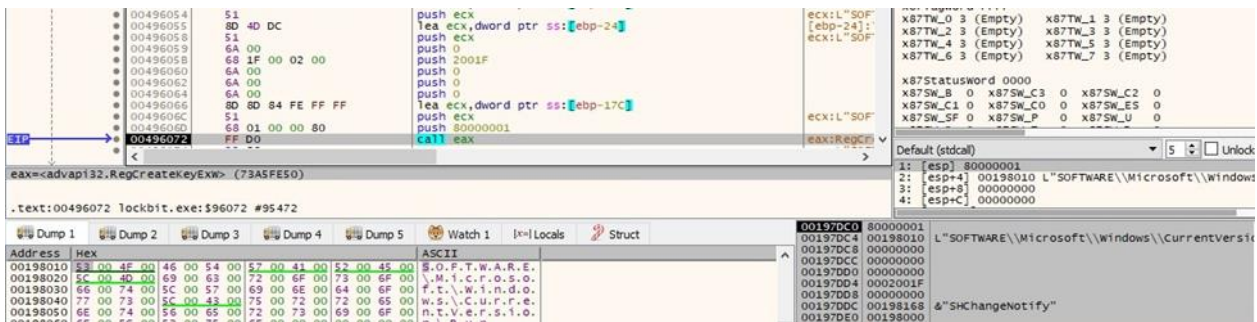 00496054 51 push ecx ecx:L"SOF
00496055 8D 4D DC lea ecx,dword ptr ss:[ebp-24] [ebp-24]:
00496058 51 push ecx ecx:L"SOF
00496059 6A 00 push 0
0049605B 68 1F 00 02 00 push 2001F
00496060 6A 00 push 0
00496062 6A 00 push 0
00496064 6A 00 push 0
00496066 8D 8D 84 FE FF FF lea ecx,dword ptr ss:[ebp-17C]
0049606C 51 push ecx ecx:L"SOF
0049606D 68 01 00 00 80 push 80000001
EIP 00496072 FF D0 call eax eax:RegCr
eax=<advapi32.RegCreateKeyExW> (73A5FE50)
.text:00496072 lockbit.exe:$96072 #95472
x87TW_0 3 (Empty) x87TW_1 3 (Empty)
x87TW_2 3 (Empty) x87TW_3 3 (Empty)
x87TW_4 3 (Empty) x87TW_5 3 (Empty)
x87TW_6 3 (Empty) x87TW_7 3 (Empty)
x87StatusWord 0000
x87SW_B 0 x87SW_C3 0 x87SW_C2 0
x87SW_C1 0 x87SW_C0 0 x87SW_ES 0
x87SW_SF 0 x87SW_P 0 x87SW_U 0
Default (stdcall) 5 Unlock
1: [esp] 80000001
2: [esp+4] 00198010 L"SOFTWARE\\Microsoft\\Windows
3: [esp+8] 00000000
4: [esp+C] 00000000
Dump 1 Dump 2 Dump 3 Dump 4 Dump 5 Watch 1 [x=] Locals Struct
Address Hex ASCII
00198010 53 00 4F 00 46 00 54 00 57 00 41 00 52 00 45 00 S.O.F.T.W.A.R.E.
00198020 5C 00 4D 00 69 00 63 00 72 00 6F 00 73 00 6F 00 \.M.i.c.r.o.s.o.
00198030 66 00 74 00 5C 00 57 00 69 00 6E 00 64 00 6F 00 f.t.\.W.i.n.d.o.
00198040 77 00 73 00 5C 00 43 00 75 00 72 00 72 00 65 00 w.s.\.C.u.r.r.e.
00198050 6E 00 74 00 56 00 65 00 72 00 73 00 69 00 6F 00 n.t.V.e.r.s.i.o.
00197DC0 80000001
00197DC4 00198010 L"SOFTWARE\\Microsoft\\Windows\\CurrentVersic
00197DC8 00000000
00197DCC 00000000
00197DD0 00000000
00197DD4 0002001F
00197DD8 00000000
00197DDC 00198168 &"SHChangeNotify"
00197DE0 00198000